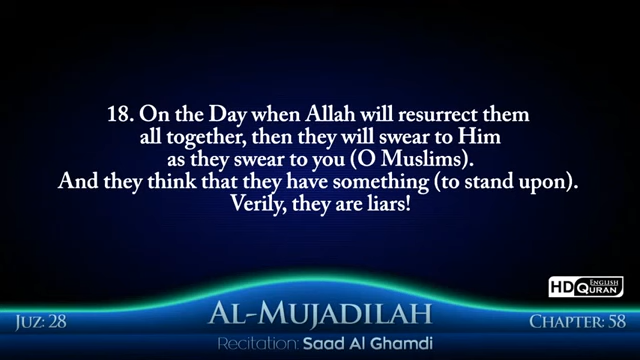 18. On the Day when Allah will resurrect them
all together, then they will swear to Him
as they swear to you (O Muslims).
And they think that they have something (to stand upon).
Verily, they are liars!
HD ENGLISH
QURAN
JUZ: 28
AL-MUJADILAH
CHAPTER: 58
Recitation: Saad Al Ghamdi